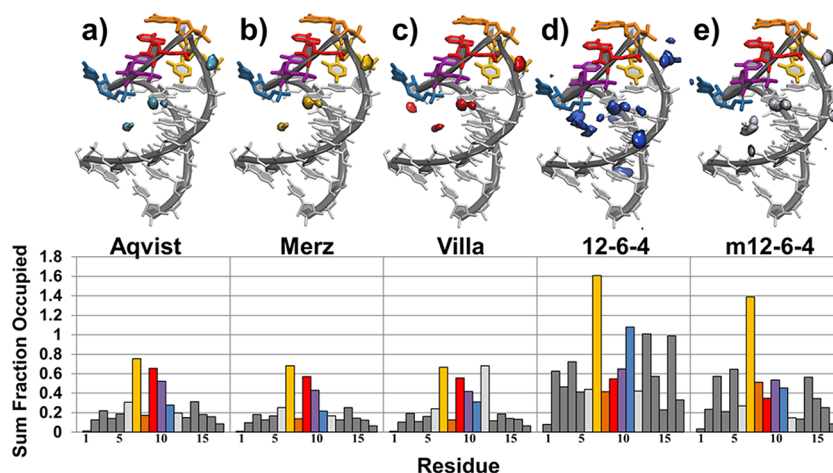 a) b) c) d) e)
Aqvist Merz Villa 12-6-4 m12-6-4
Sum Fraction Occupied
1.8
1.6
1.4
1.2
1
0.8
0.6
0.4
0.2
0
1 5 10 15 1 5 10 15 1 5 10 15 1 5 10 15 1 5 10 15
Residue